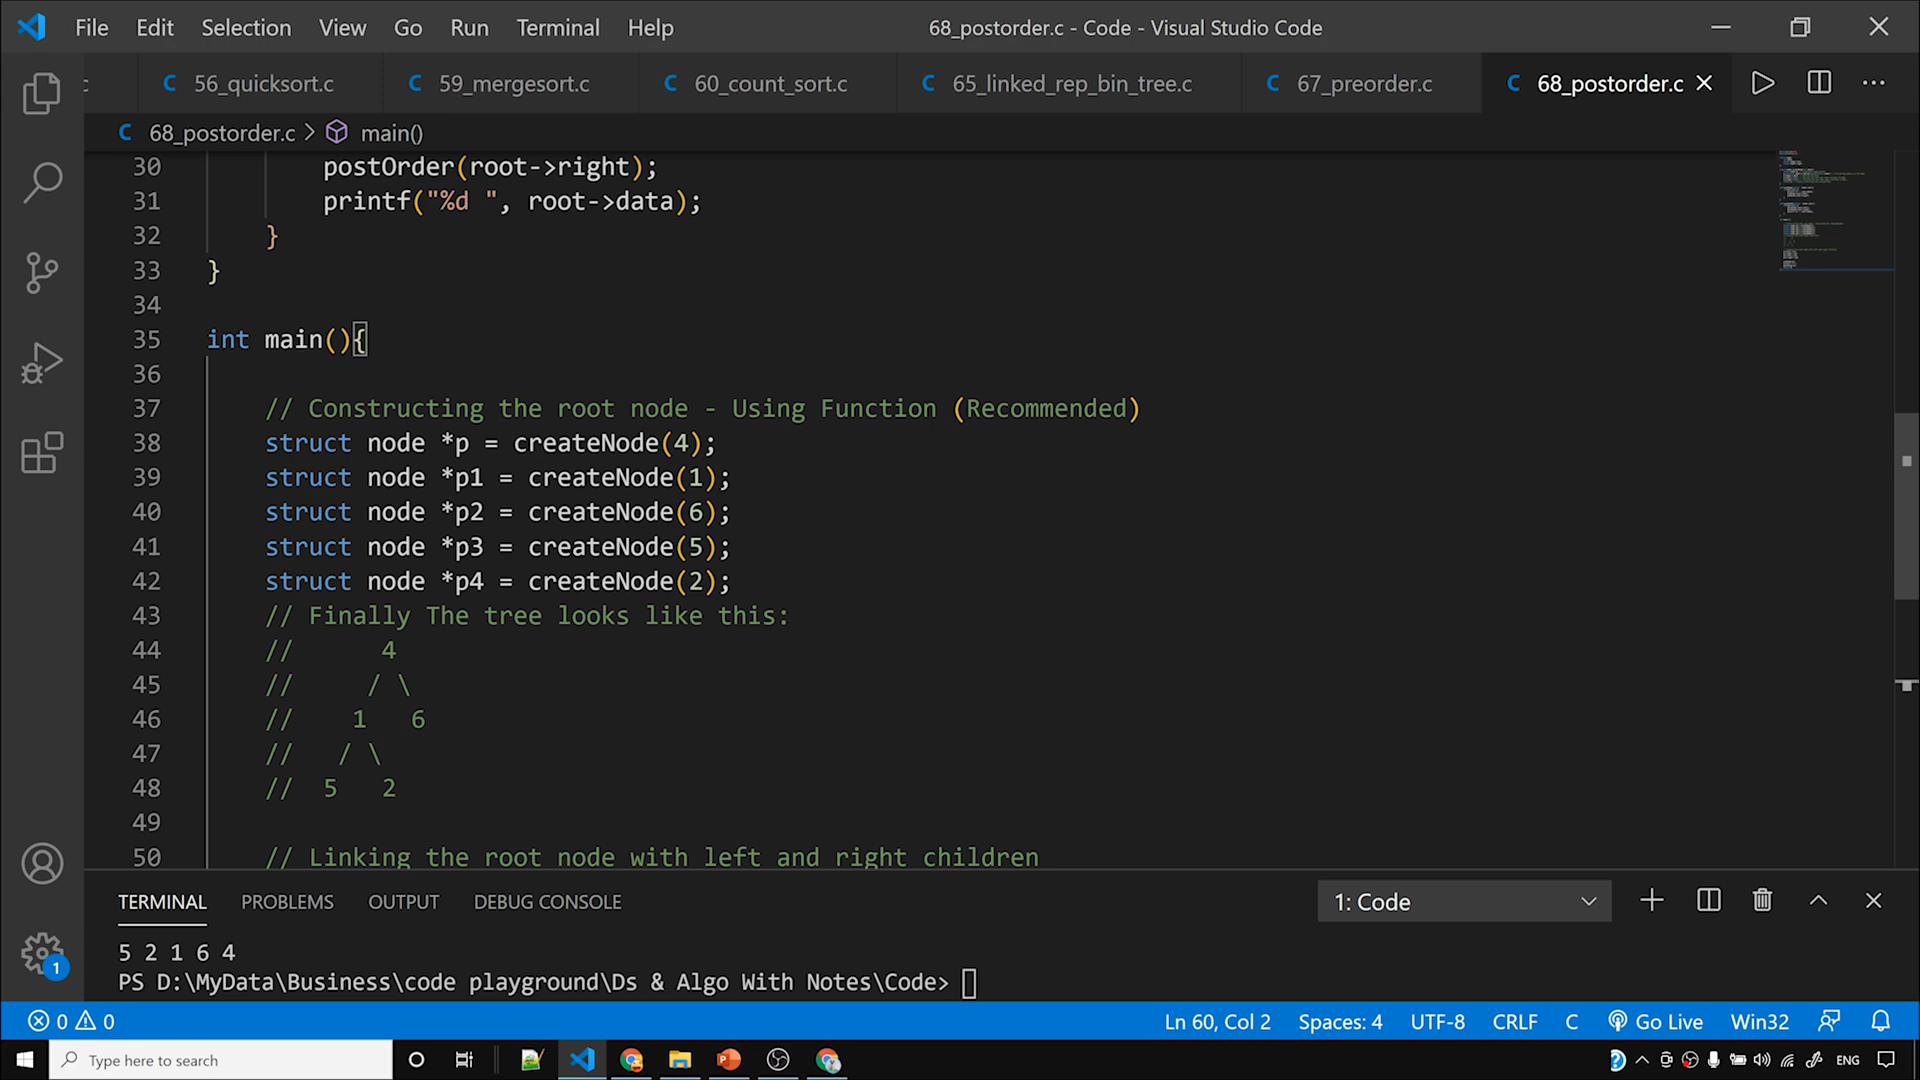 File Edit Selection View Go Run Terminal Help 68_postorder.c - Code - Visual Studio Code
c 56_quicksort.c 59_mergesort.c 60_count_sort.c 65_linked_rep_bin_tree.c 67_preorder.c 68_postorder.c
C 68_postorder.c > main()
30 postOrder(root->right);
31 printf("%d ", root->data);
32 }
33 }
34
35 int main(){
36
37 // Constructing the root node - Using Function (Recommended)
38 struct node *p = createNode(4);
39 struct node *p1 = createNode(1);
40 struct node *p2 = createNode(6);
41 struct node *p3 = createNode(5);
42 struct node *p4 = createNode(2);
43 // Finally The tree looks like this:
44 //      4
45 //     / \
46 //    1   6
47 //   / \
48 //  5   2
49
50 // Linking the root node with left and right children
TERMINAL PROBLEMS OUTPUT DEBUG CONSOLE 1: Code
5 2 1 6 4
PS D:\MyData\Business\code playground\Ds & Algo With Notes\Code>
1
0 0 Ln 60, Col 2 Spaces: 4 UTF-8 CRLF C Go Live Win32
Type here to search ENG